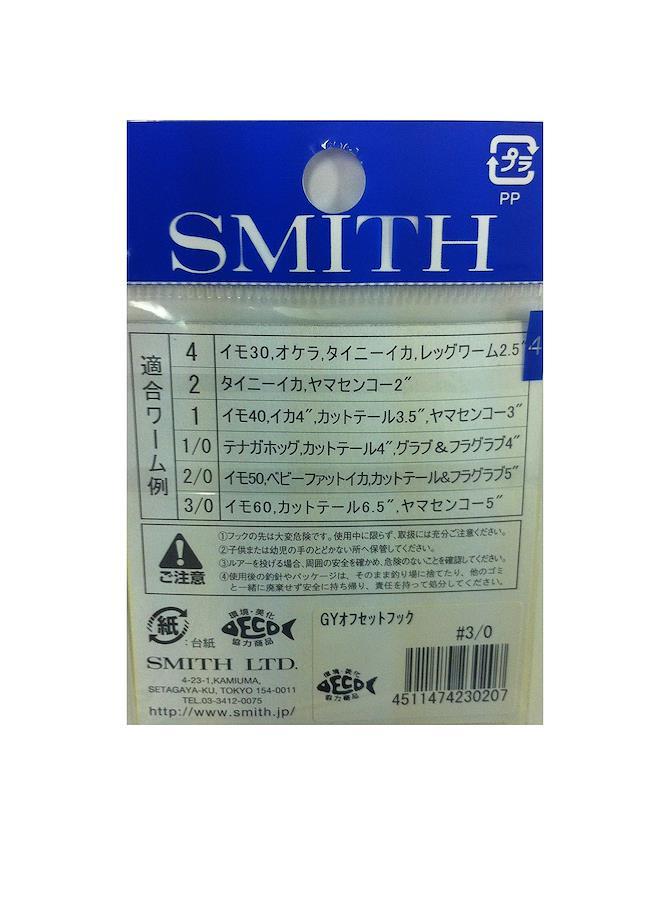 プラ
PP
SMITH
4
適合ワーム例
4 イモ30,オケラ,タイニーイカ,レッグワーム2.5″
2 タイニーイカ,ヤマセンコー2″
1 イモ40,イカ4″,カットテール3.5″,ヤマセンコー3″
1/0 テナガホッグ,カットテール4″,グラブ&フラグラブ4″
2/0 イモ50,ベビーファットイカ,カットテール&フラグラブ5″
3/0 イモ60,カットテール6.5″,ヤマセンコー5″
ご注意
①フックの先は大変危険です。使用中に限らず、取扱には充分ご注意ください。
②子供または幼児の手のとどかない所へ保管してください。
③ルアーを投げる場合、周囲の安全を確かめ、危険のないことを確認してください。
④使用後の釣針やパッケージは、そのまま釣り場に捨てたり、他のゴミ
と一緒に廃棄せず安全に持ち帰り、責任を持って処分してください。
紙
:台紙
環境・美化
ECO
協力商品
SMITH LTD.
4-23-1,KAMIUMA,
SETAGAYA-KU, TOKYO 154-0011
TEL.03-3412-0075
http://www.smith.jp/
GYオフセットフック
#3/0
環境・美化
ECO
協力商品
4511474230207